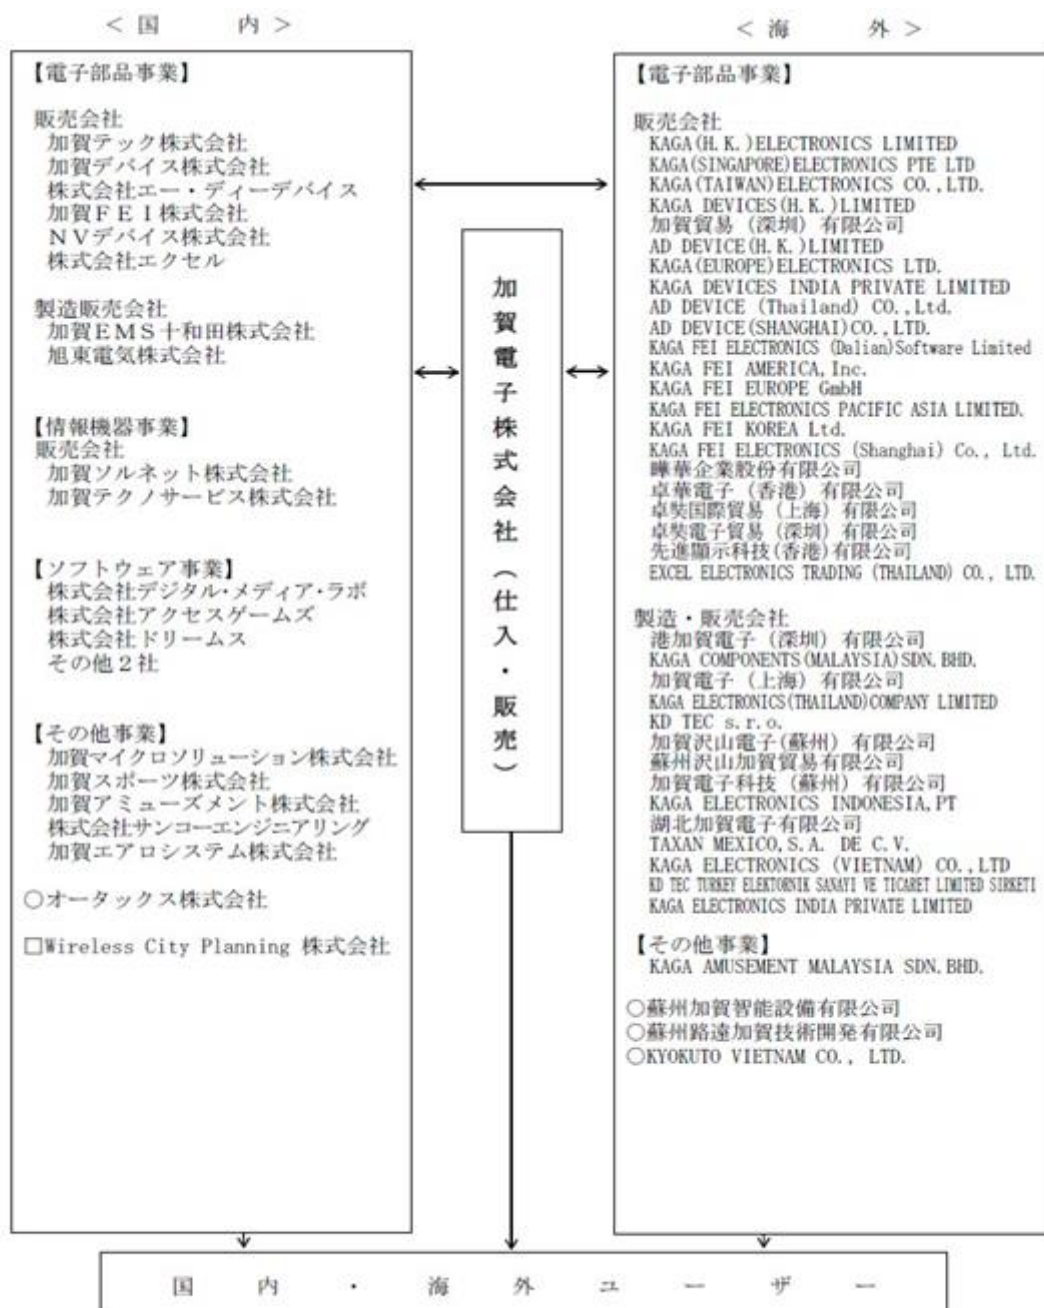 ＜国　　内＞
【電子部品事業】
販売会社
加賀テック株式会社
加賀デバイス株式会社
株式会社エー・ディーデバイス
加賀ＦＥＩ株式会社
ＮＶデバイス株式会社
株式会社エクセル
製造販売会社
加賀ＥＭＳ十和田株式会社
旭東電気株式会社
【情報機器事業】
販売会社
加賀ソルネット株式会社
加賀テクノサービス株式会社
【ソフトウェア事業】
株式会社デジタル・メディア・ラボ
株式会社アクセスゲームズ
株式会社ドリームス
その他２社
【その他事業】
加賀マイクロソリューション株式会社
加賀スポーツ株式会社
加賀アミューズメント株式会社
株式会社サンコーエンジニアリング
加賀エアロシステム株式会社
○オータックス株式会社
□Wireless City Planning 株式会社
加賀電子株式会社（仕入・販売）
＜海　　外＞
【電子部品事業】
販売会社
KAGA(H.K.)ELECTRONICS LIMITED
KAGA(SINGAPORE)ELECTRONICS PTE LTD
KAGA(TAIWAN)ELECTRONICS CO.,LTD.
KAGA DEVICES(H.K.)LIMITED
加賀貿易（深圳）有限公司
AD DEVICE(H.K.)LIMITED
KAGA(EUROPE)ELECTRONICS LTD.
KAGA DEVICES INDIA PRIVATE LIMITED
AD DEVICE (Thailand) CO.,Ltd.
AD DEVICE(SHANGHAI)CO.,LTD.
KAGA FEI ELECTRONICS (Dalian)Software Limited
KAGA FEI AMERICA,Inc.
KAGA FEI EUROPE GmbH
KAGA FEI ELECTRONICS PACIFIC ASIA LIMITED.
KAGA FEI KOREA Ltd.
KAGA FEI ELECTRONICS (Shanghai) Co., Ltd.
曄華企業股份有限公司
卓華電子（香港）有限公司
卓奘国際貿易（上海）有限公司
卓奘電子貿易（深圳）有限公司
先進顯示科技(香港)有限公司
EXCEL ELECTRONICS TRADING (THAILAND) CO., LTD.
製造・販売会社
港加賀電子（深圳）有限公司
KAGA COMPONENTS(MALAYSIA)SDN.BHD.
加賀電子（上海）有限公司
KAGA ELECTRONICS(THAILAND)COMPANY LIMITED
KD TEC s.r.o.
加賀沢山電子(蘇州）有限公司
蘇州沢山加賀貿易有限公司
加賀電子科技（蘇州）有限公司
KAGA ELECTRONICS INDONESIA,PT
湖北加賀電子有限公司
TAXAN MEXICO,S.A. DE C.V.
KAGA ELECTRONICS (VIETNAM) CO.,LTD
KD TEC TURKEY ELEKTORNIK SANAYI VE TICARET LIMITED SIRKETI
KAGA ELECTRONICS INDIA PRIVATE LIMITED
【その他事業】
KAGA AMUSEMENT MALAYSIA SDN.BHD.
○蘇州加賀智能設備有限公司
○蘇州路遠加賀技術開発有限公司
○KYOKUTO VIETNAM CO., LTD.
国内・海外ユーザー